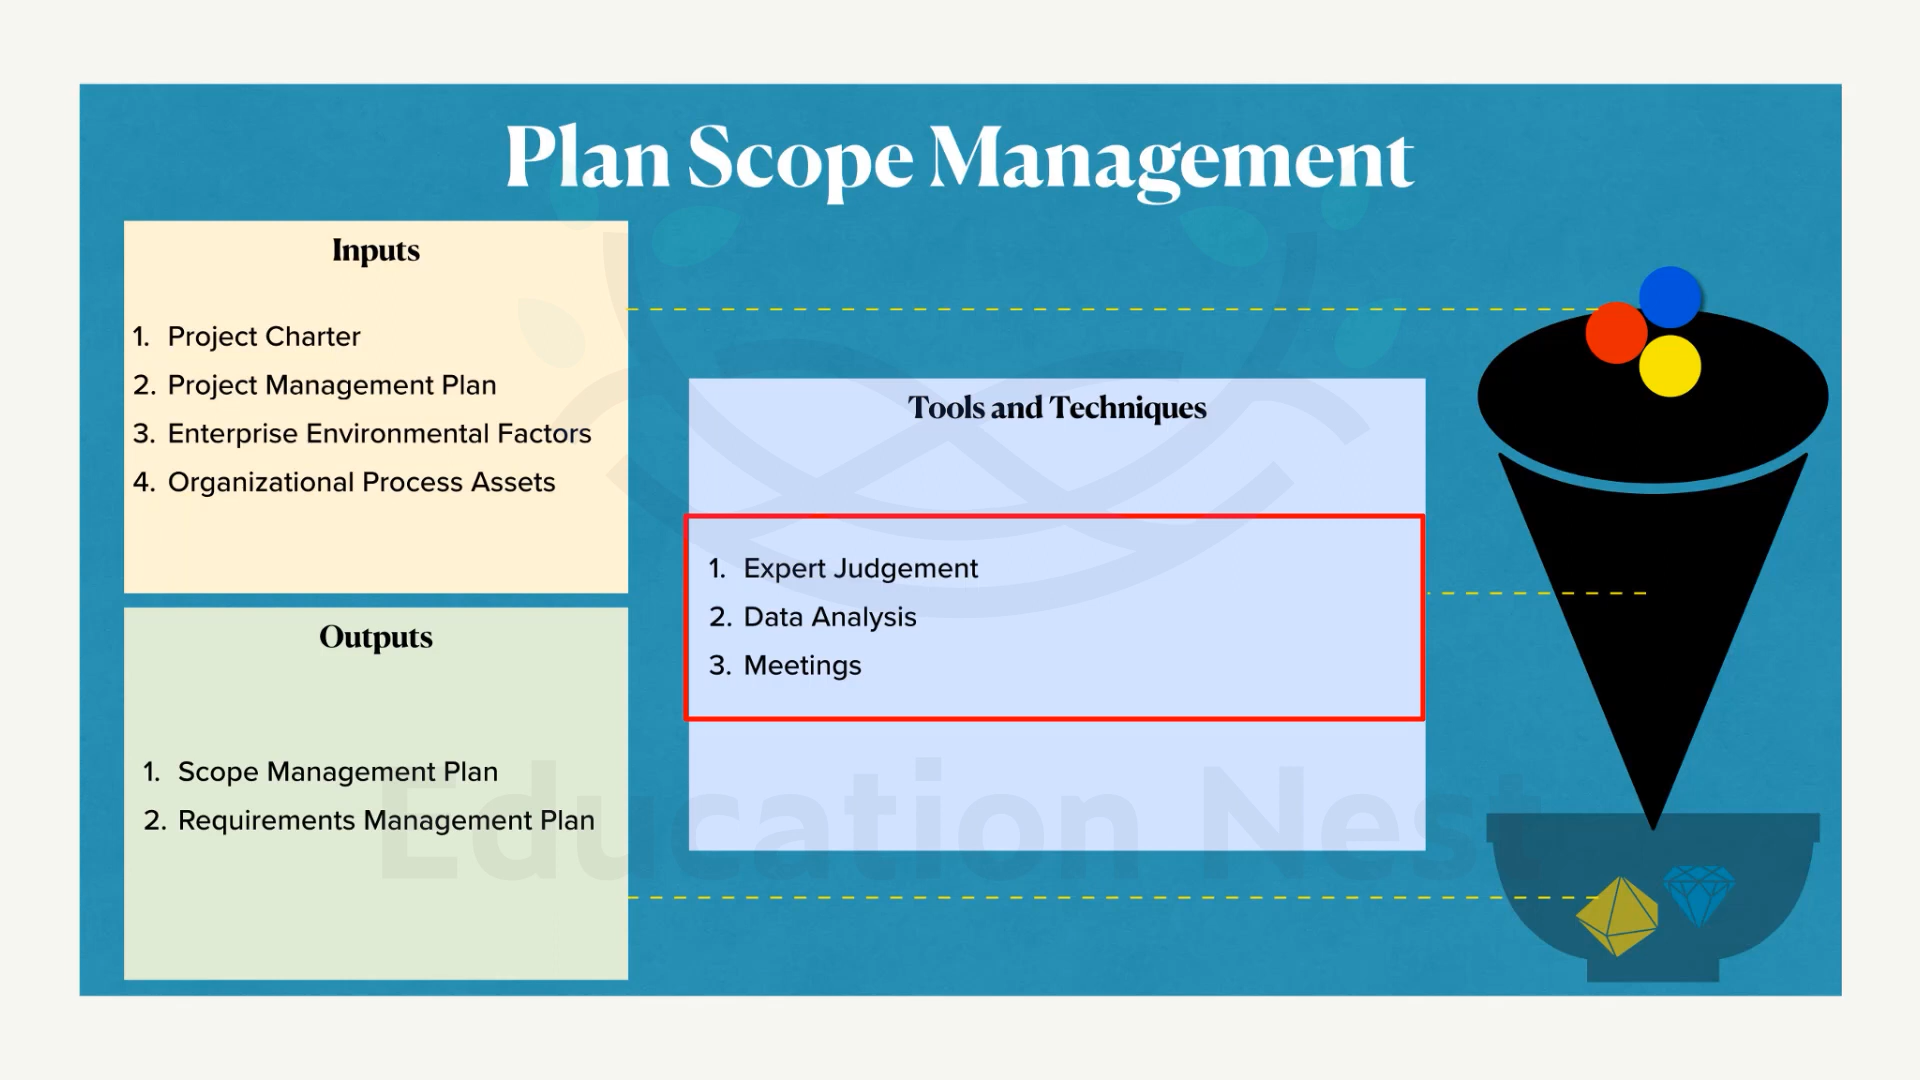 Plan Scope Management
Inputs
1. Project Charter
2. Project Management Plan
3. Enterprise Environmental Factors
4. Organizational Process Assets
Tools and Techniques
1. Expert Judgement
2. Data Analysis
3. Meetings
Outputs
1. Scope Management Plan
2. Requirements Management Plan
Education Nest